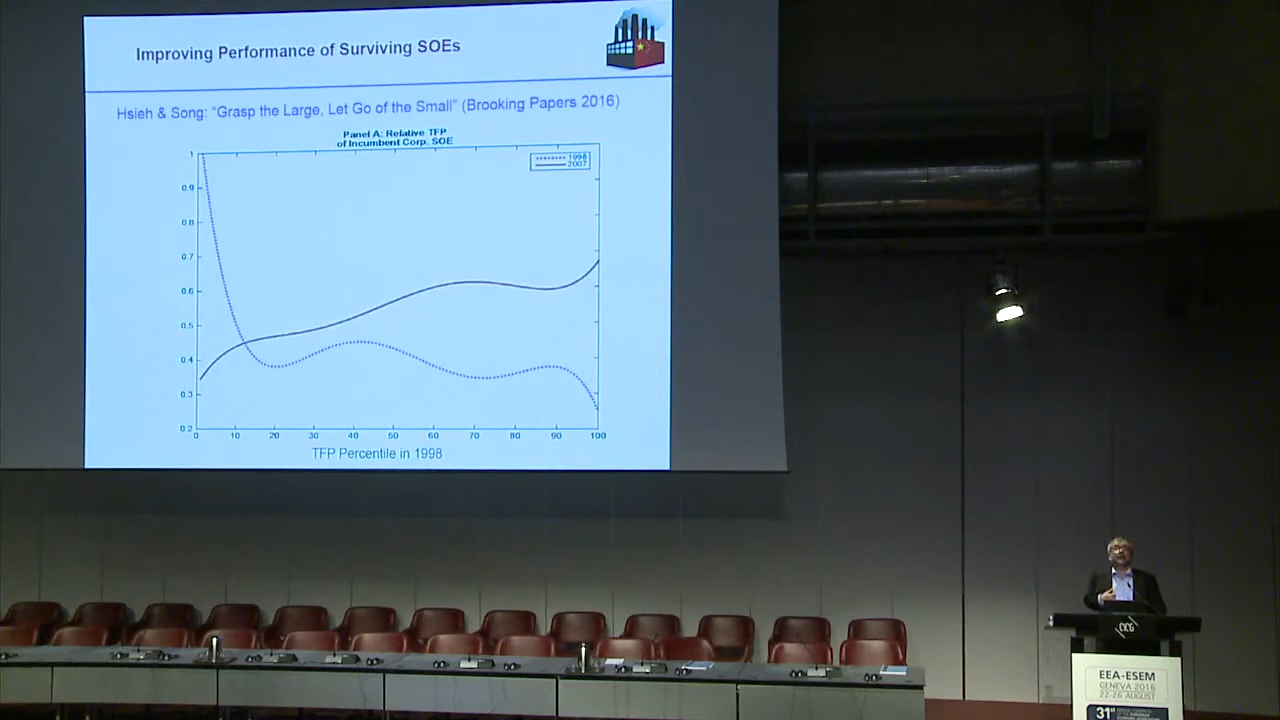 Improving Performance of Surviving SOEs
Hsieh & Song: “Grasp the Large, Let Go of the Small” (Brooking Papers 2016)
Panel A: Relative TFP
of Incumbent Corp. SOE
1998
2007
1
0.9
0.8
0.7
0.6
0.5
0.4
0.3
0.2
0 10 20 30 40 50 60 70 80 90 100
TFP Percentile in 1998
CICG
EEA-ESEM
GENEVA 2016
22-26 AUGUST
31st